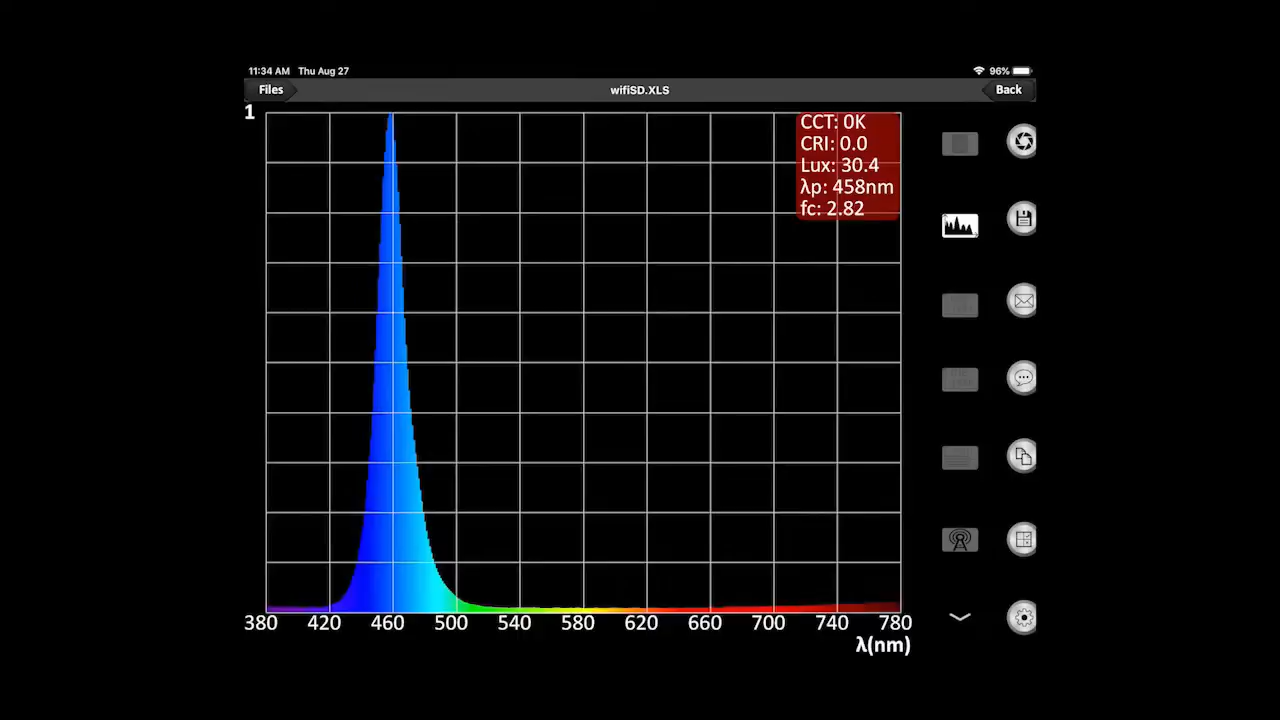 11:34 AM Thu Aug 27
96%
Files
wifiSD.XLS
Back
1
CCT: 0K
CRI: 0.0
Lux: 30.4
λp: 458nm
fc: 2.82
380 420 460 500 540 580 620 660 700 740 780
λ(nm)